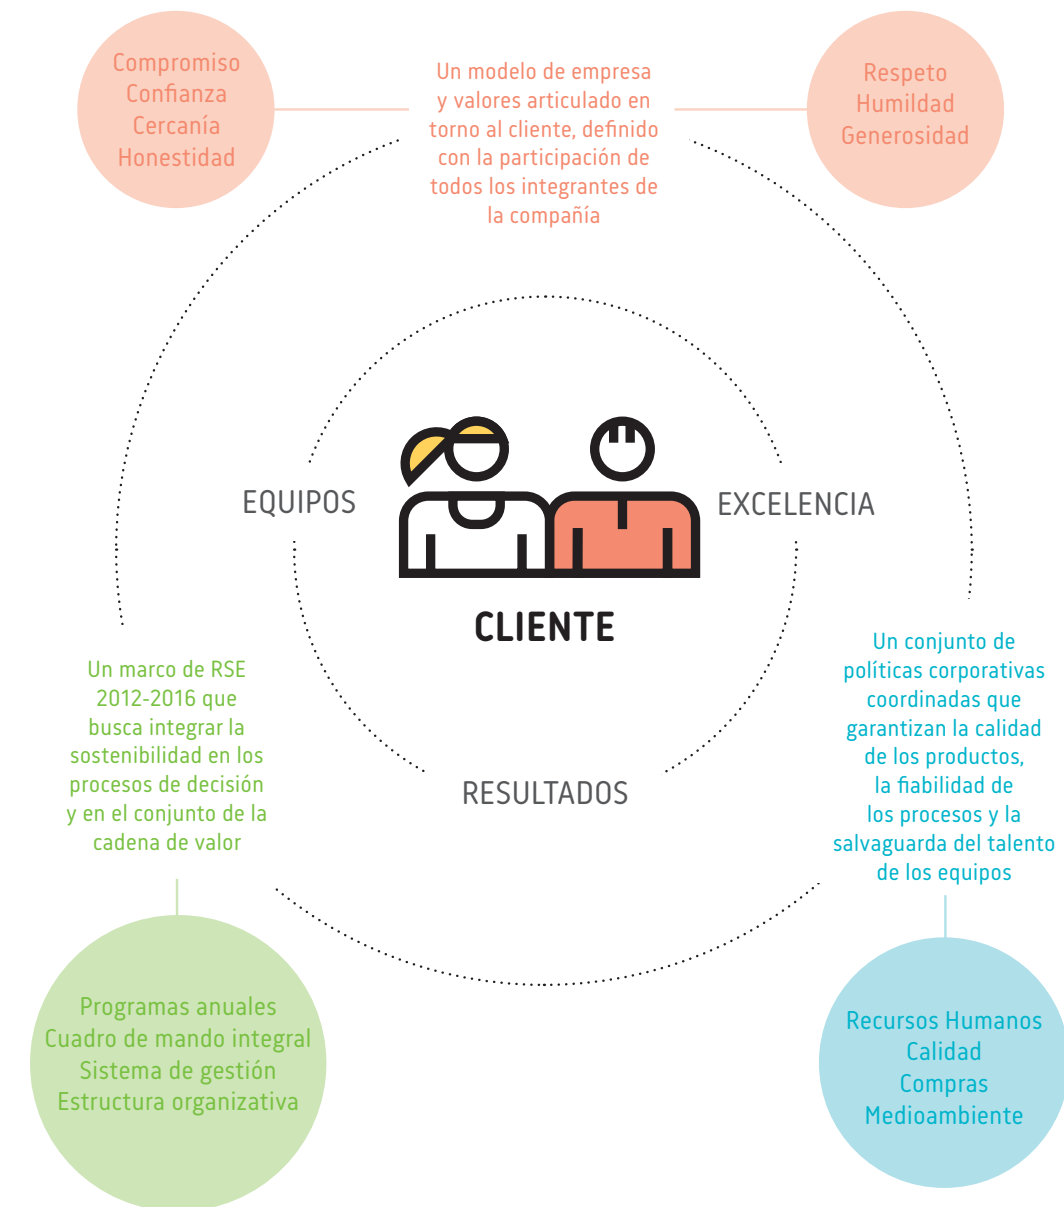 Compromiso
Confianza
Cercanía
Honestidad
Un modelo de empresa
y valores articulado en
torno al cliente, definido
con la participación de
todos los integrantes de
la compañía
Respeto
Humildad
Generosidad
EQUIPOS
EXCELENCIA
CLIENTE
RESULTADOS
Un marco de RSE
2012-2016 que
busca integrar la
sostenibilidad en los
procesos de decisión
y en el conjunto de la
cadena de valor
Un conjunto de
políticas corporativas
coordinadas que
garantizan la calidad
de los productos,
la fiabilidad de
los procesos y la
salvaguarda del talento
de los equipos
Programas anuales
Cuadro de mando integral
Sistema de gestión
Estructura organizativa
Recursos Humanos
Calidad
Compras
Medioambiente